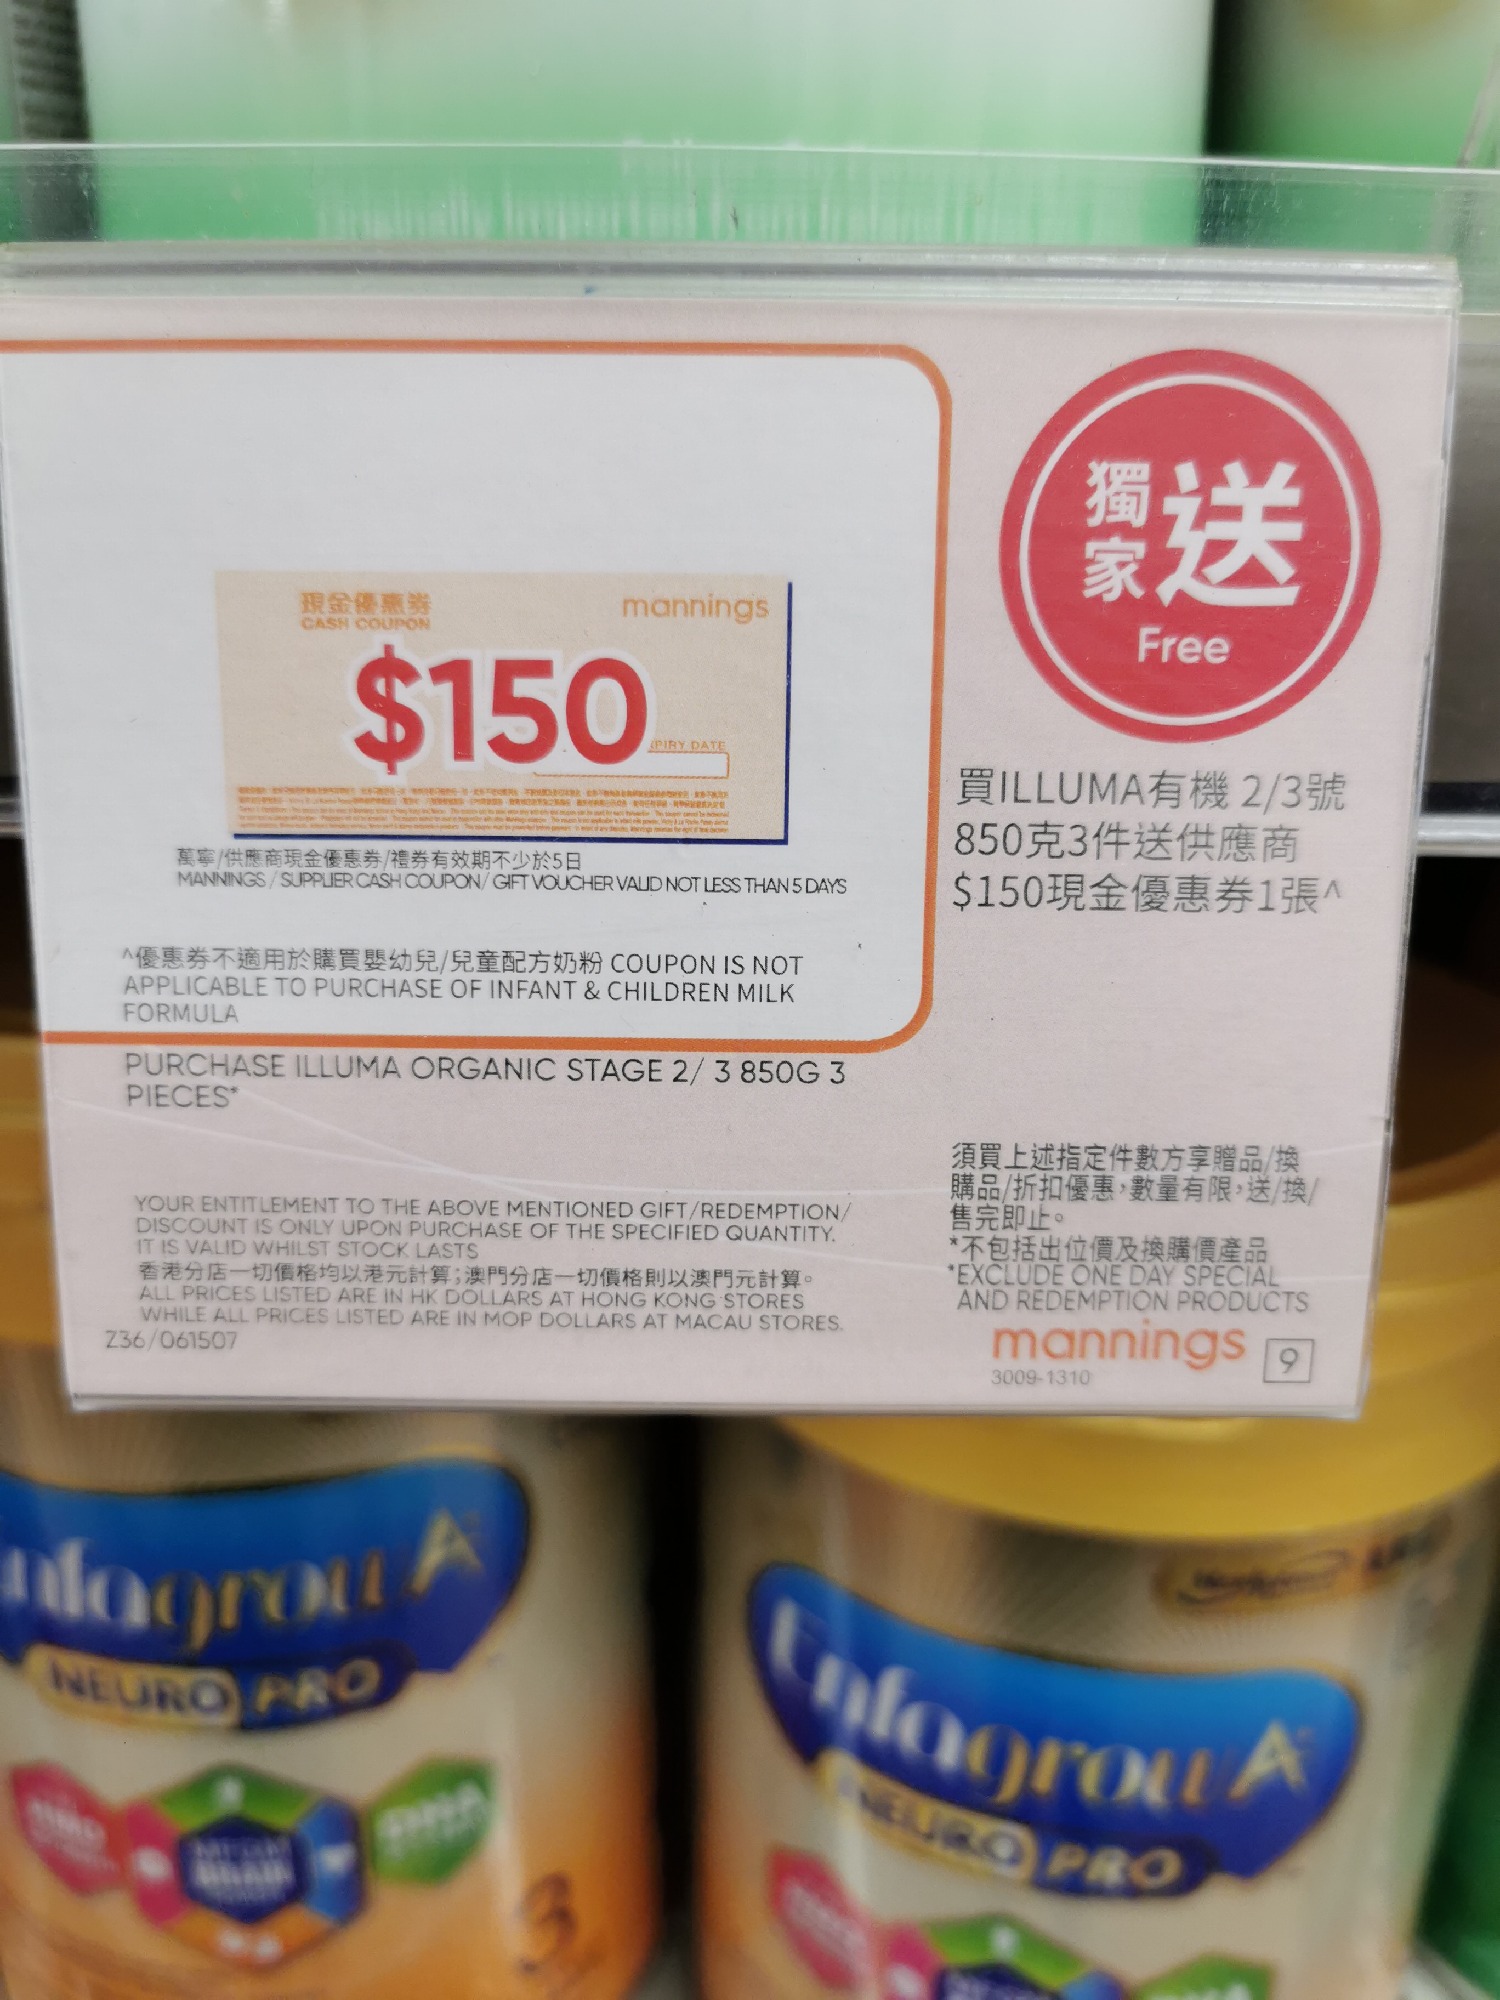 獨家送
Free
現金優惠券
CASH COUPON
mannings
$150
PIRY DATE
萬寧/供應商現金優惠券/禮券有效期不少於5日
MANNINGS / SUPPLIER CASH COUPON / GIFT VOUCHER VALID NOT LESS THAN 5 DAYS
^優惠券不適用於購買嬰幼兒/兒童配方奶粉 COUPON IS NOT
APPLICABLE TO PURCHASE OF INFANT & CHILDREN MILK
FORMULA
買ILLUMA有機 2/3號
850克3件送供應商
$150現金優惠券1張^
PURCHASE ILLUMA ORGANIC STAGE 2/ 3 850G 3
PIECES*
YOUR ENTITLEMENT TO THE ABOVE MENTIONED GIFT/REDEMPTION/
DISCOUNT IS ONLY UPON PURCHASE OF THE SPECIFIED QUANTITY.
IT IS VALID WHILST STOCK LASTS
香港分店一切價格均以港元計算;澳門分店一切價格則以澳門元計算。
ALL PRICES LISTED ARE IN HK DOLLARS AT HONG KONG STORES
WHILE ALL PRICES LISTED ARE IN MOP DOLLARS AT MACAU STORES.
Z36/061507
須買上述指定件數方享贈品/換
購品/折扣優惠,數量有限,送/換/
售完即止。
*不包括出位價及換購價產品
*EXCLUDE ONE DAY SPECIAL
AND REDEMPTION PRODUCTS
mannings 9
3009-1310
nfagrow A+
NEURO PRO
DHA
3
Enfagrow A+
NEURO PRO